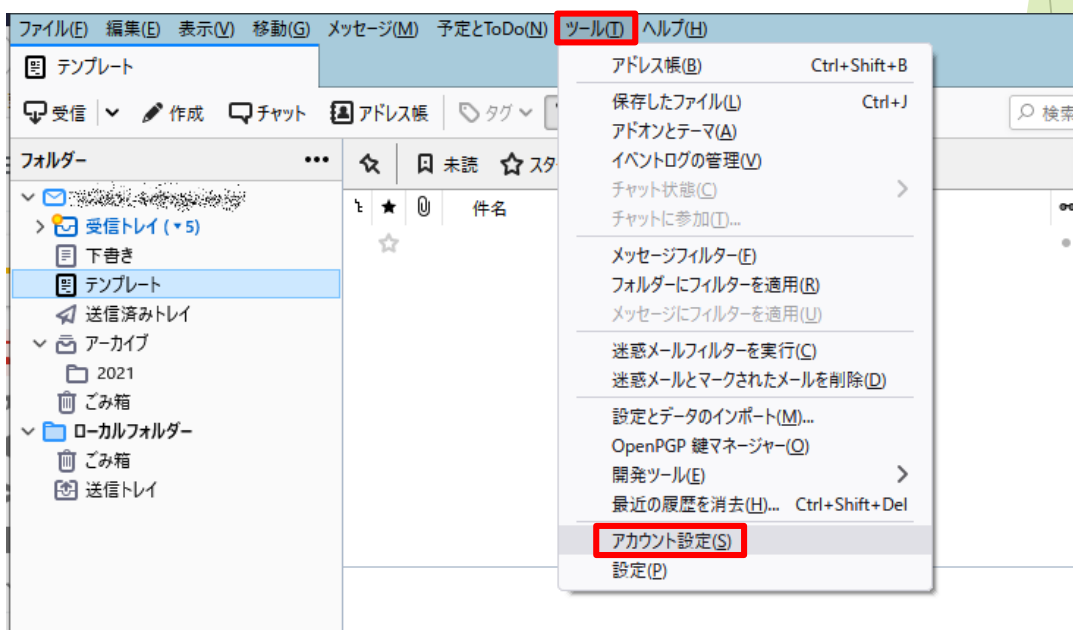 ファイル(F) 編集(E) 表示(V) 移動(G) メッセージ(M) 予定とToDo(N) ツール(T) ヘルプ(H)
テンプレート
受信 作成 チャット アドレス帳 タグ 検索
フォルダー ••• 未読 スター
件名
受信トレイ (▾5)
下書き
テンプレート
送信済みトレイ
アーカイブ
2021
ごみ箱
ローカルフォルダー
ごみ箱
送信トレイ
アドレス帳(B) Ctrl+Shift+B
保存したファイル(L) Ctrl+J
アドオンとテーマ(A)
イベントログの管理(V)
チャット状態(C)
チャットに参加(T)...
メッセージフィルター(F)
フォルダーにフィルターを適用(R)
メッセージにフィルターを適用(U)
迷惑メールフィルターを実行(C)
迷惑メールとマークされたメールを削除(D)
設定とデータのインポート(M)...
OpenPGP 鍵マネージャー(O)
開発ツール(E)
最近の履歴を消去(H)... Ctrl+Shift+Del
アカウント設定(S)
設定(P)